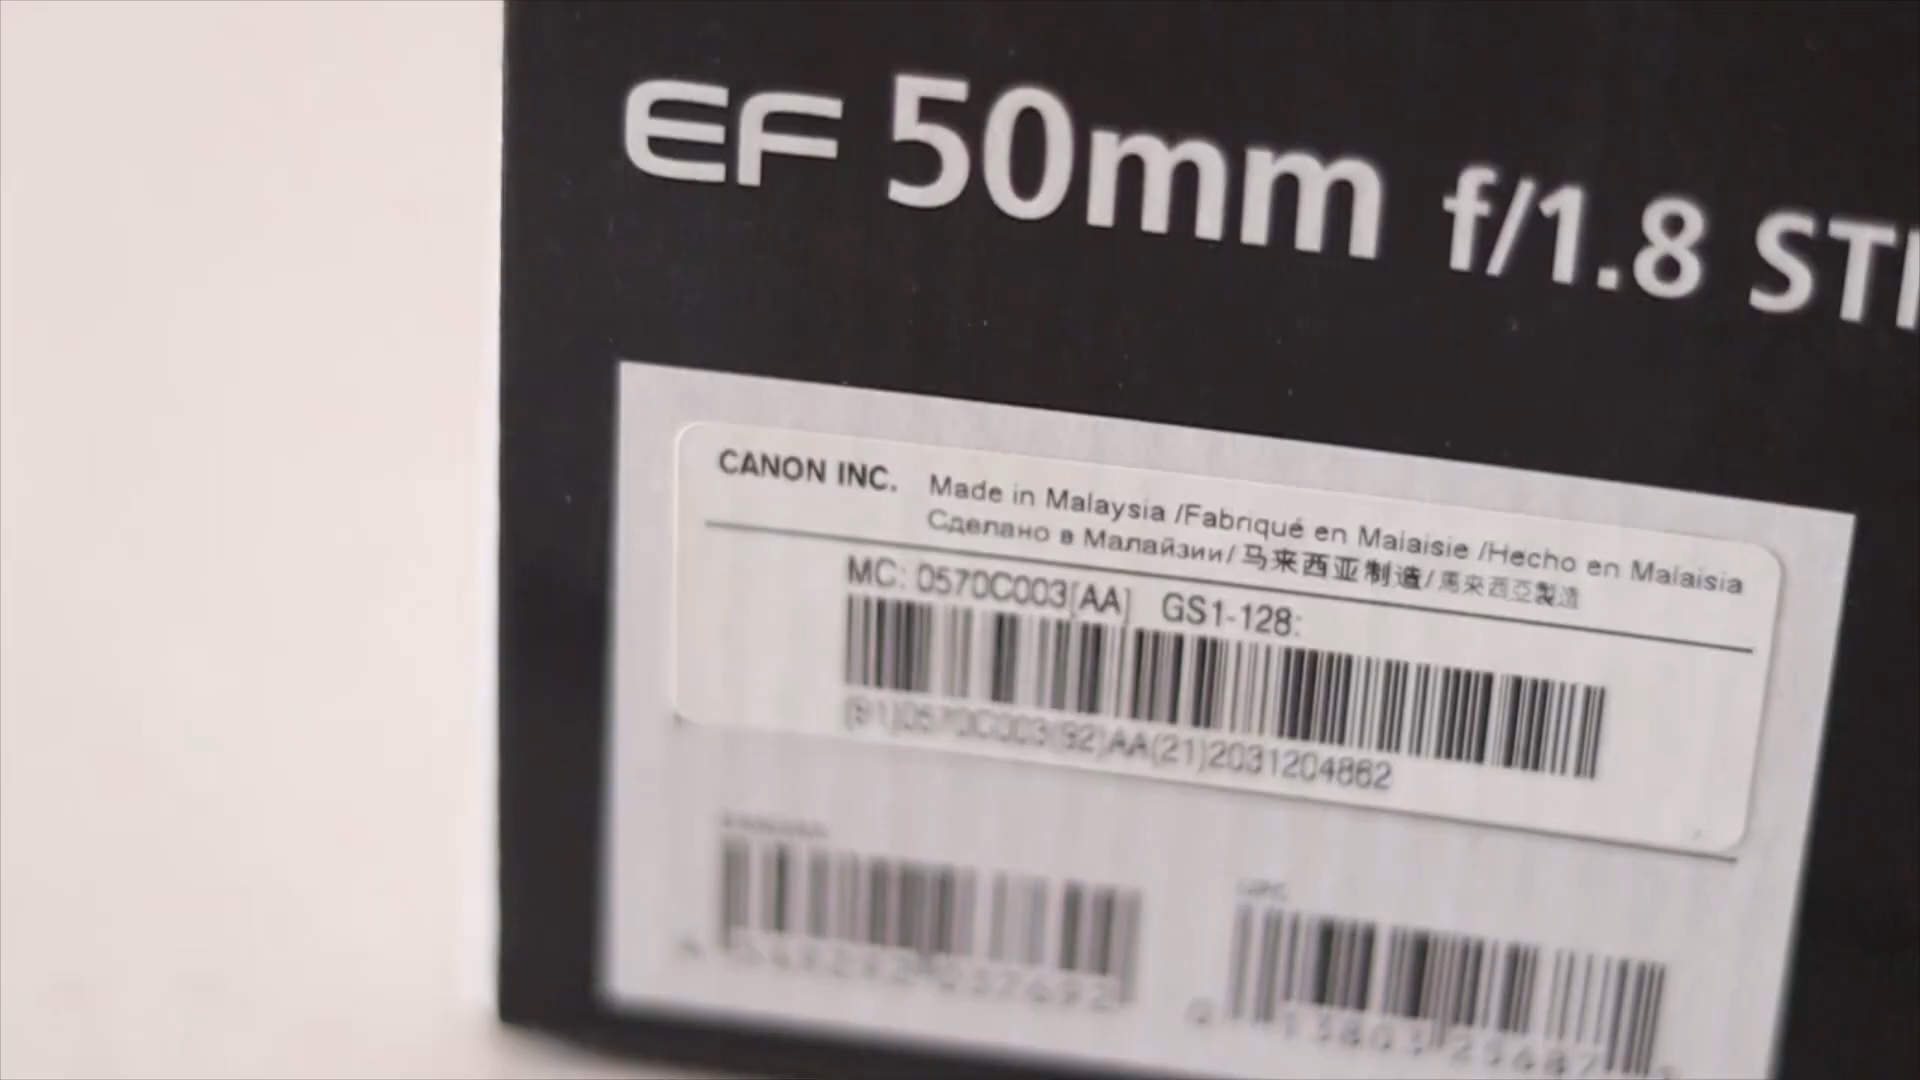 EF 50mm f/1.8 ST
CANON INC. Made in Malaysia /Fabriqué en Malaisie /Hecho en Malaisia
Сделано в Малайзии/ 马来西亚制造/ 馬來西亞製造
MC: 0570C003[AA] GS1-128:
(91)0570C003(92)AA(21)2031204862